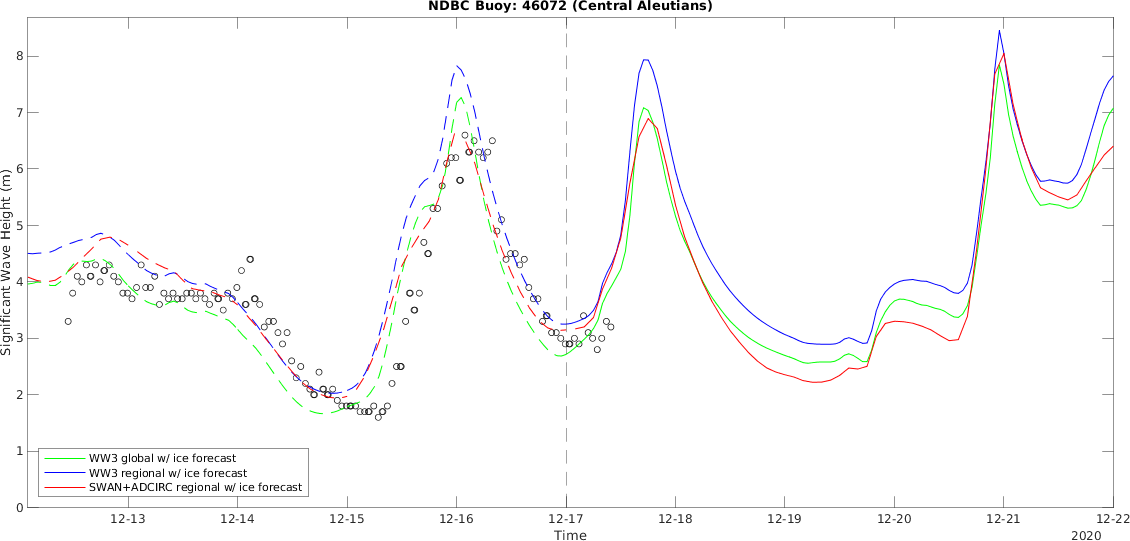 NDBC Buoy: 46072 (Central Aleutians)
Significant Wave Height (m)
8
7
6
5
4
3
2
1
0
WW3 global w/ ice forecast
WW3 regional w/ ice forecast
SWAN+ADCIRC regional w/ ice forecast
12-13 12-14 12-15 12-16 12-17 12-18 12-19 12-20 12-21 12-22
Time
2020